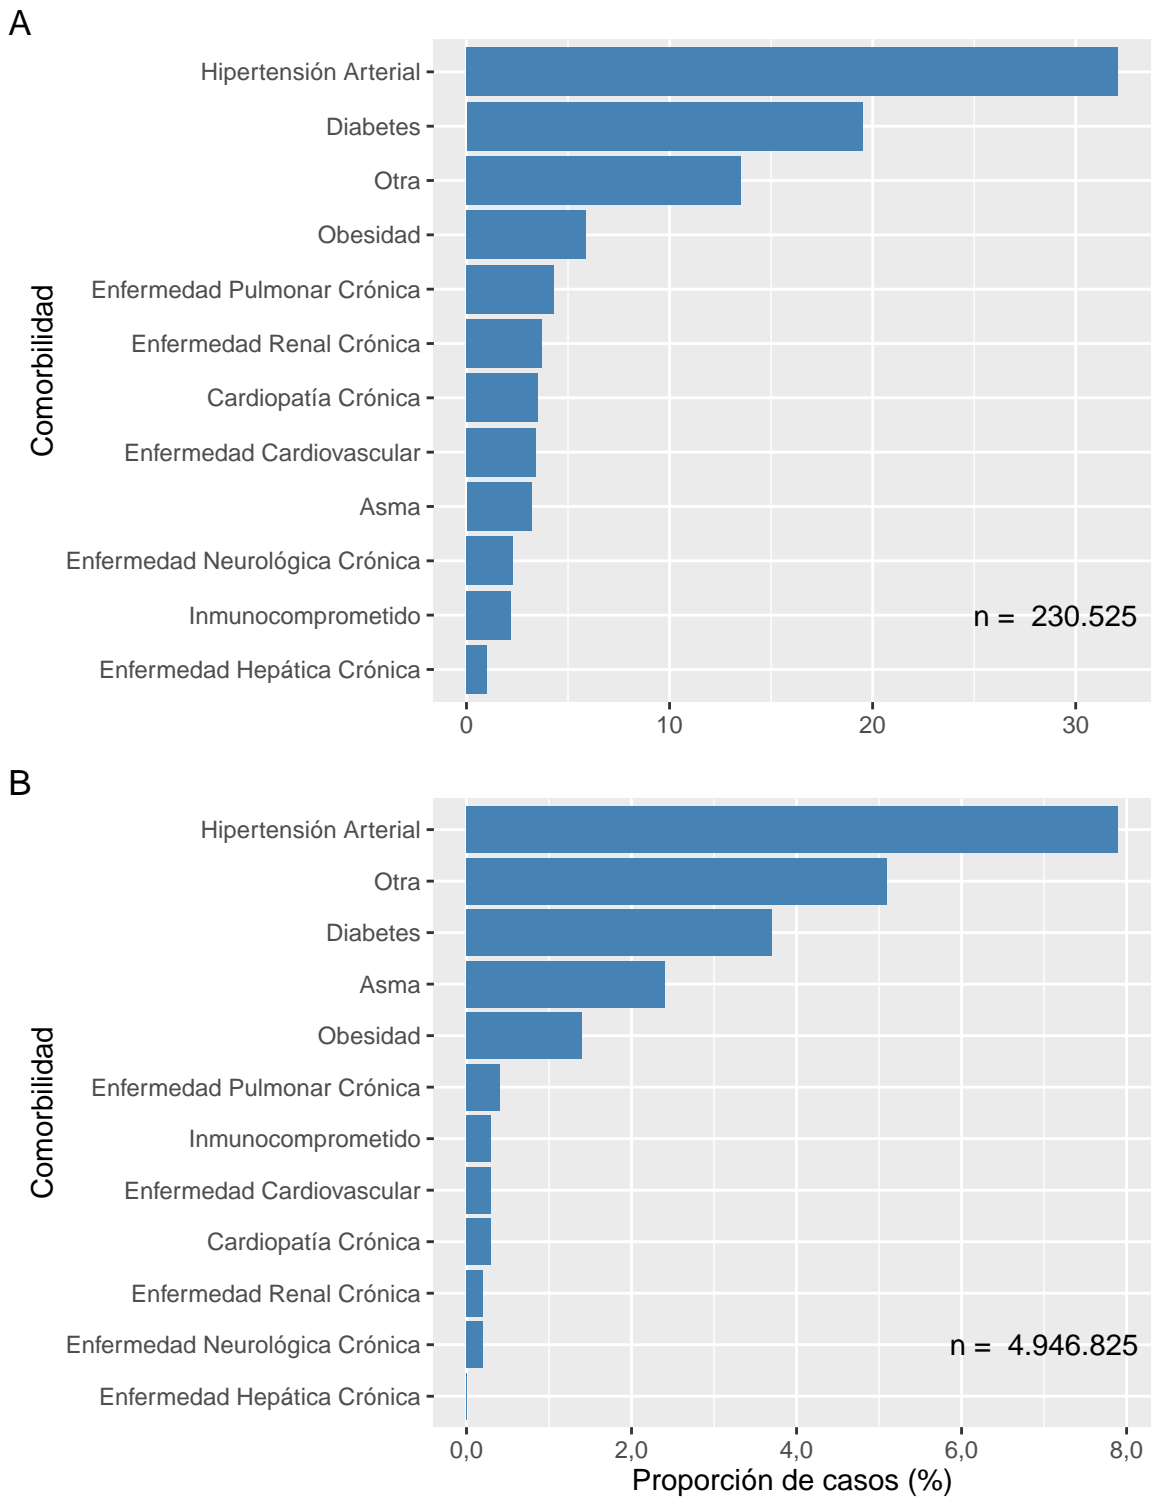 A
Comorbilidad
Hipertensión Arterial
Diabetes
Otra
Obesidad
Enfermedad Pulmonar Crónica
Enfermedad Renal Crónica
Cardiopatía Crónica
Enfermedad Cardiovascular
Asma
Enfermedad Neurológica Crónica
Inmunocomprometido
Enfermedad Hepática Crónica
n = 230.525
0 10 20 30
B
Comorbilidad
Hipertensión Arterial
Otra
Diabetes
Asma
Obesidad
Enfermedad Pulmonar Crónica
Inmunocomprometido
Enfermedad Cardiovascular
Cardiopatía Crónica
Enfermedad Renal Crónica
Enfermedad Neurológica Crónica
Enfermedad Hepática Crónica
n = 4.946.825
0,0 2,0 4,0 6,0 8,0
Proporción de casos (%)